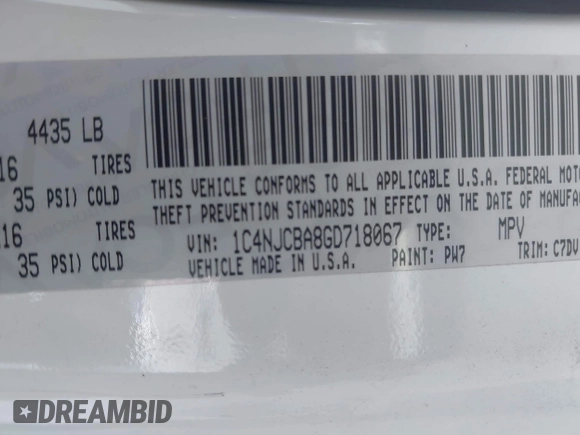 4435 LB
16 TIRES
35 PSI) COLD
16 TIRES
35 PSI) COLD
THIS VEHICLE CONFORMS TO ALL APPLICABLE U.S.A. FEDERAL MOTOR
THEFT PREVENTION STANDARDS IN EFFECT ON THE DATE OF MANUFAC
VIN: 1C4NJCBA8GD718067 TYPE: MPV
VEHICLE MADE IN U.S.A. PAINT: PW7 TRIM: C7DV
DREAMBID